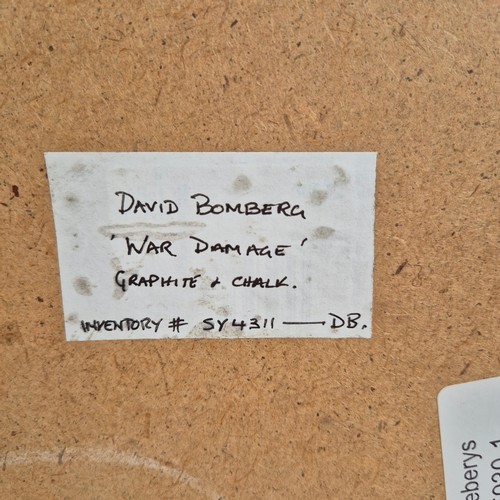 DAVID BOMBERG
'WAR DAMAGE'
GRAPHITE + CHALK.
INVENTORY # SY4311 — DB.
eberys